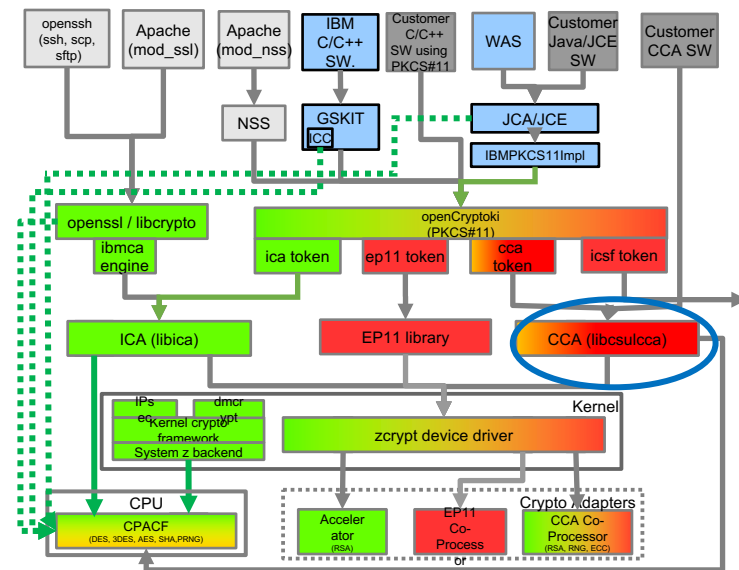 openssh
(ssh, scp,
sftp)
Apache
(mod_ssl)
Apache
(mod_nss)
IBM
C/C++
SW.
Customer
C/C++
SW using
PKCS#11
WAS
Customer
Java/JCE
SW
Customer
CCA SW
NSS
GSKIT
ICC
JCA/JCE
IBMPKCS11Impl
openssl / libcrypto
ibmca
engine
openCryptoki
(PKCS#11)
ica token
ep11 token
cca
token
icsf token
ICA (libica)
EP11 library
CCA (libcsulcca)
Kernel
IPs
ec
dmcr
ypt
Kernel crypto
framework
System z backend
zcrypt device driver
CPU
CPACF
(DES, 3DES, AES, SHA,PRNG)
Crypto Adapters
Acceler
ator
(RSA)
EP11
Co-
Process
or
CCA Co-
Processor
(RSA, RNG, ECC)